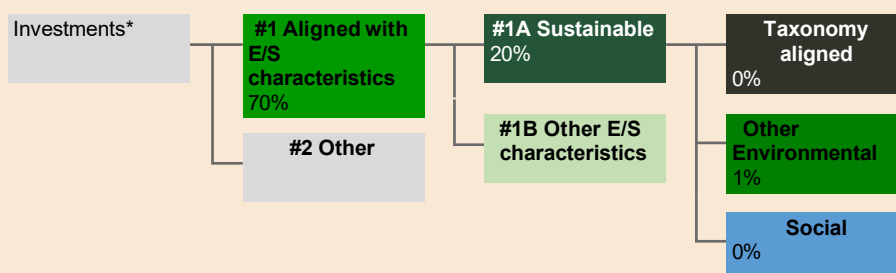 Investments*
#1 Aligned with
E/S
characteristics
70%
#2 Other
#1A Sustainable
20%
#1B Other E/S
characteristics
Taxonomy
aligned
0%
Other
Environmental
1%
Social
0%